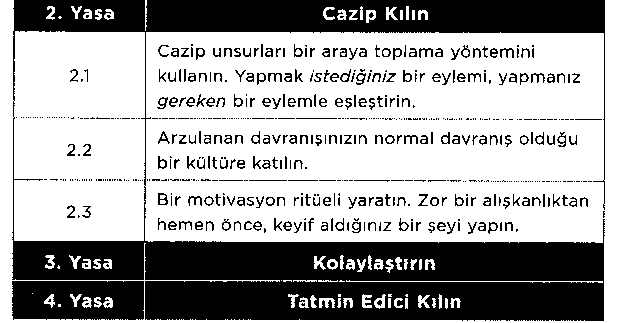 2. Yasa Cazip Kılın
2.1 Cazip unsurları bir araya toplama yöntemini
kullanın. Yapmak istediğiniz bir eylemi, yapmanız
gereken bir eylemle eşleştirin.
2.2 Arzulanan davranışınızın normal davranış olduğu
bir kültüre katılın.
2.3 Bir motivasyon ritüeli yaratın. Zor bir alışkanlıktan
hemen önce, keyif aldığınız bir şeyi yapın.
3. Yasa Kolaylaştırın
4. Yasa Tatmin Edici Kılın